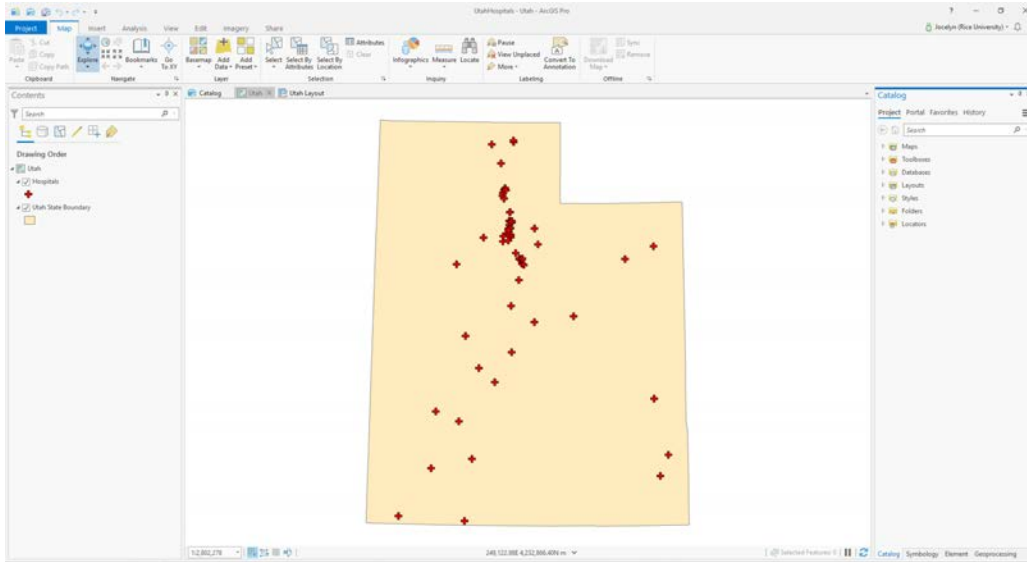 UtahHospitals - Utah - ArcGIS Pro
Project Map Insert Analysis View Edit Imagery Share
Jocelyn (Rice University)
Paste Cut Copy Copy Path
Clipboard
Explore Bookmarks Go To XY
Navigate
Basemap Add Data Add Preset
Layer
Select Select By Attributes Select By Location Attributes Clear
Selection
Infographics Measure Locate
Inquiry
Pause View Unplaced More Convert To Annotation
Labeling
Download Map Sync Remove
Offline
Contents
Search
Drawing Order
Utah
Hospitals
Utah State Boundary
Catalog Utah Utah Layout
Catalog
Project Portal Favorites History
Search
Maps
Toolboxes
Databases
Layouts
Styles
Folders
Locators
1:2,802,278
Selected Features: 0
Catalog Symbology Element Geoprocessing